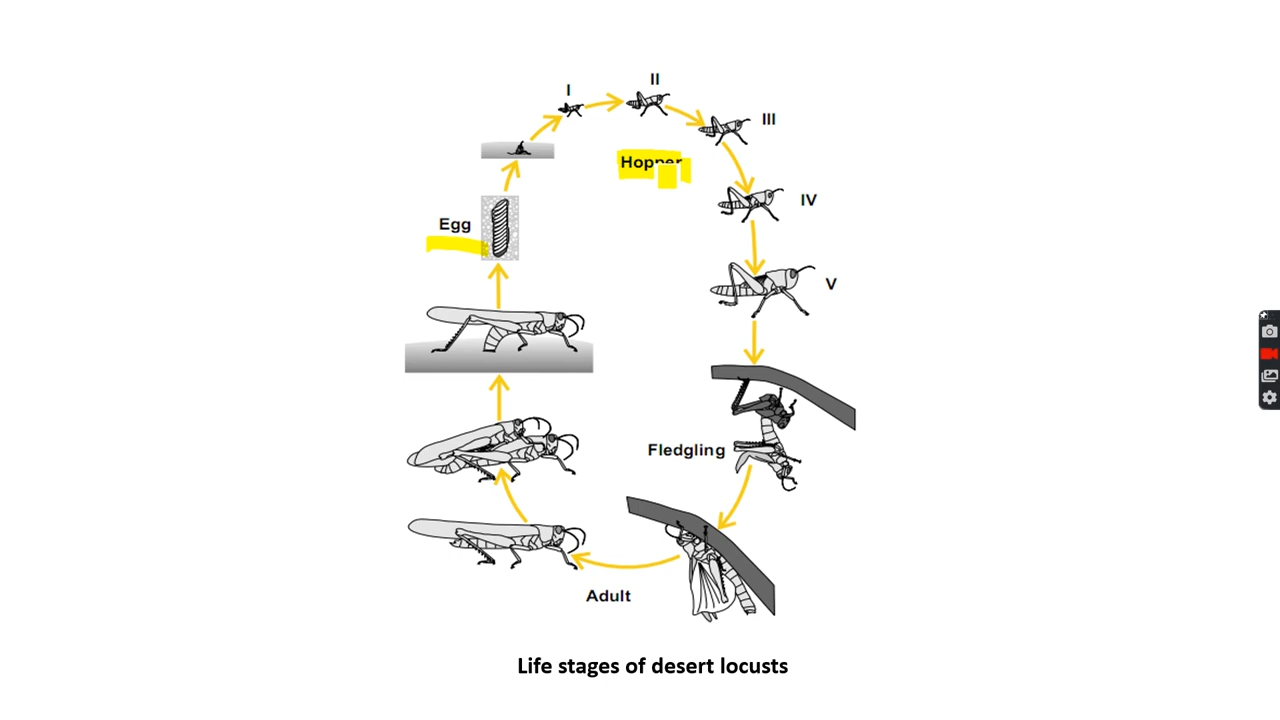 I
II
III
Hopper
IV
Egg
V
Fledgling
Adult
Life stages of desert locusts